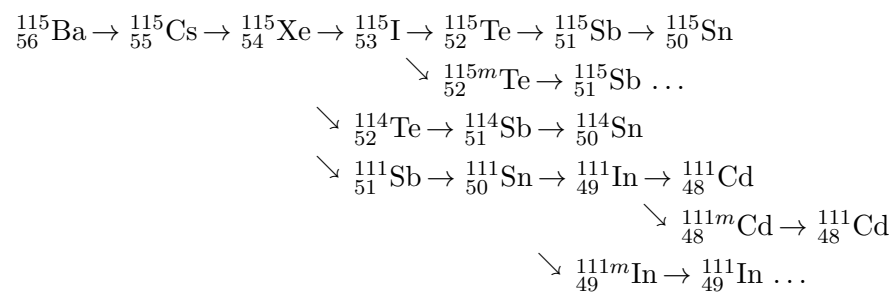 ¹¹⁵₅₆Ba → ¹¹⁵₅₅Cs → ¹¹⁵₅₄Xe → ¹¹⁵₅₃I → ¹¹⁵₅₂Te → ¹¹⁵₅₁Sb → ¹¹⁵₅₀Sn
↘ ¹¹⁵ᵐ₅₂Te → ¹¹⁵₅₁Sb …
↘ ¹¹⁴₅₂Te → ¹¹⁴₅₁Sb → ¹¹⁴₅₀Sn
↘ ¹¹¹₅₁Sb → ¹¹¹₅₀Sn → ¹¹¹₄₉In → ¹¹¹₄₈Cd
↘ ¹¹¹ᵐ₄₈Cd → ¹¹¹₄₈Cd
↘ ¹¹¹ᵐ₄₉In → ¹¹¹₄₉In …